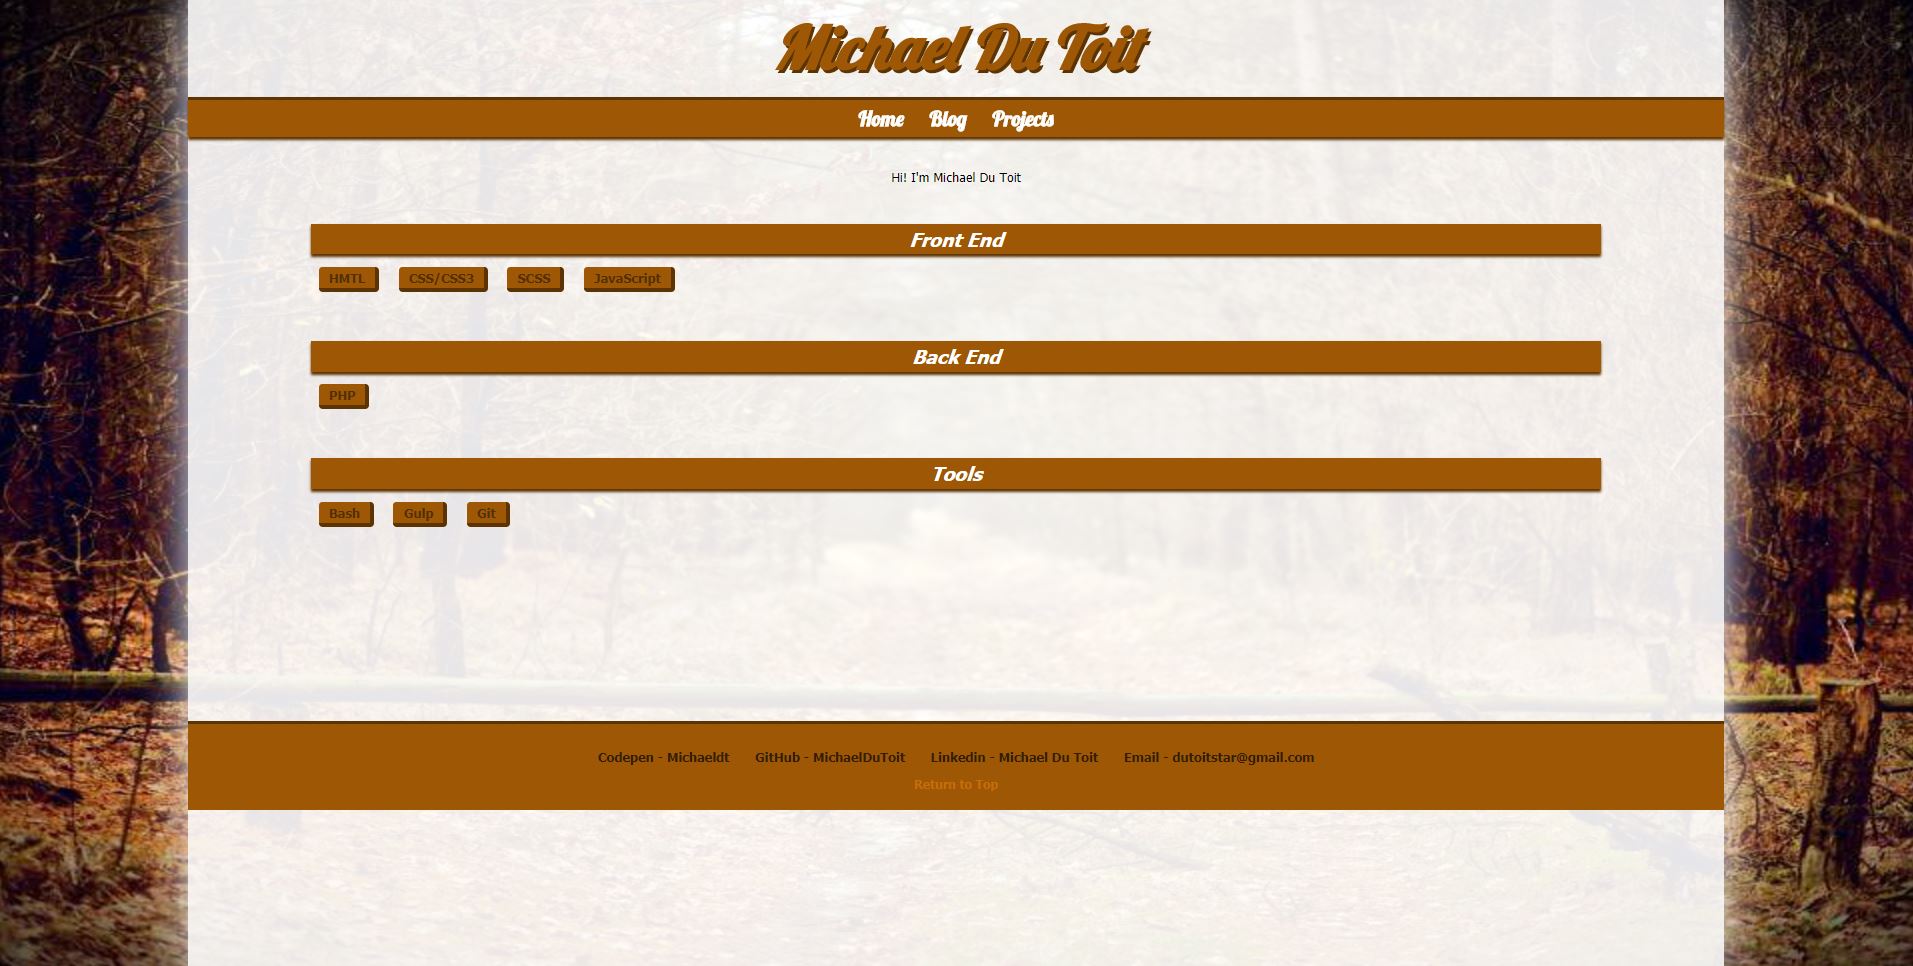 Michael Du Toit
Home Blog Projects
Hi! I'm Michael Du Toit
Front End
HMTL CSS/CSS3 SCSS JavaScript
Back End
PHP
Tools
Bash Gulp Git
Codepen - Michaeldt GitHub - MichaelDuToit Linkedin - Michael Du Toit Email - dutoitstar@gmail.com
Return to Top